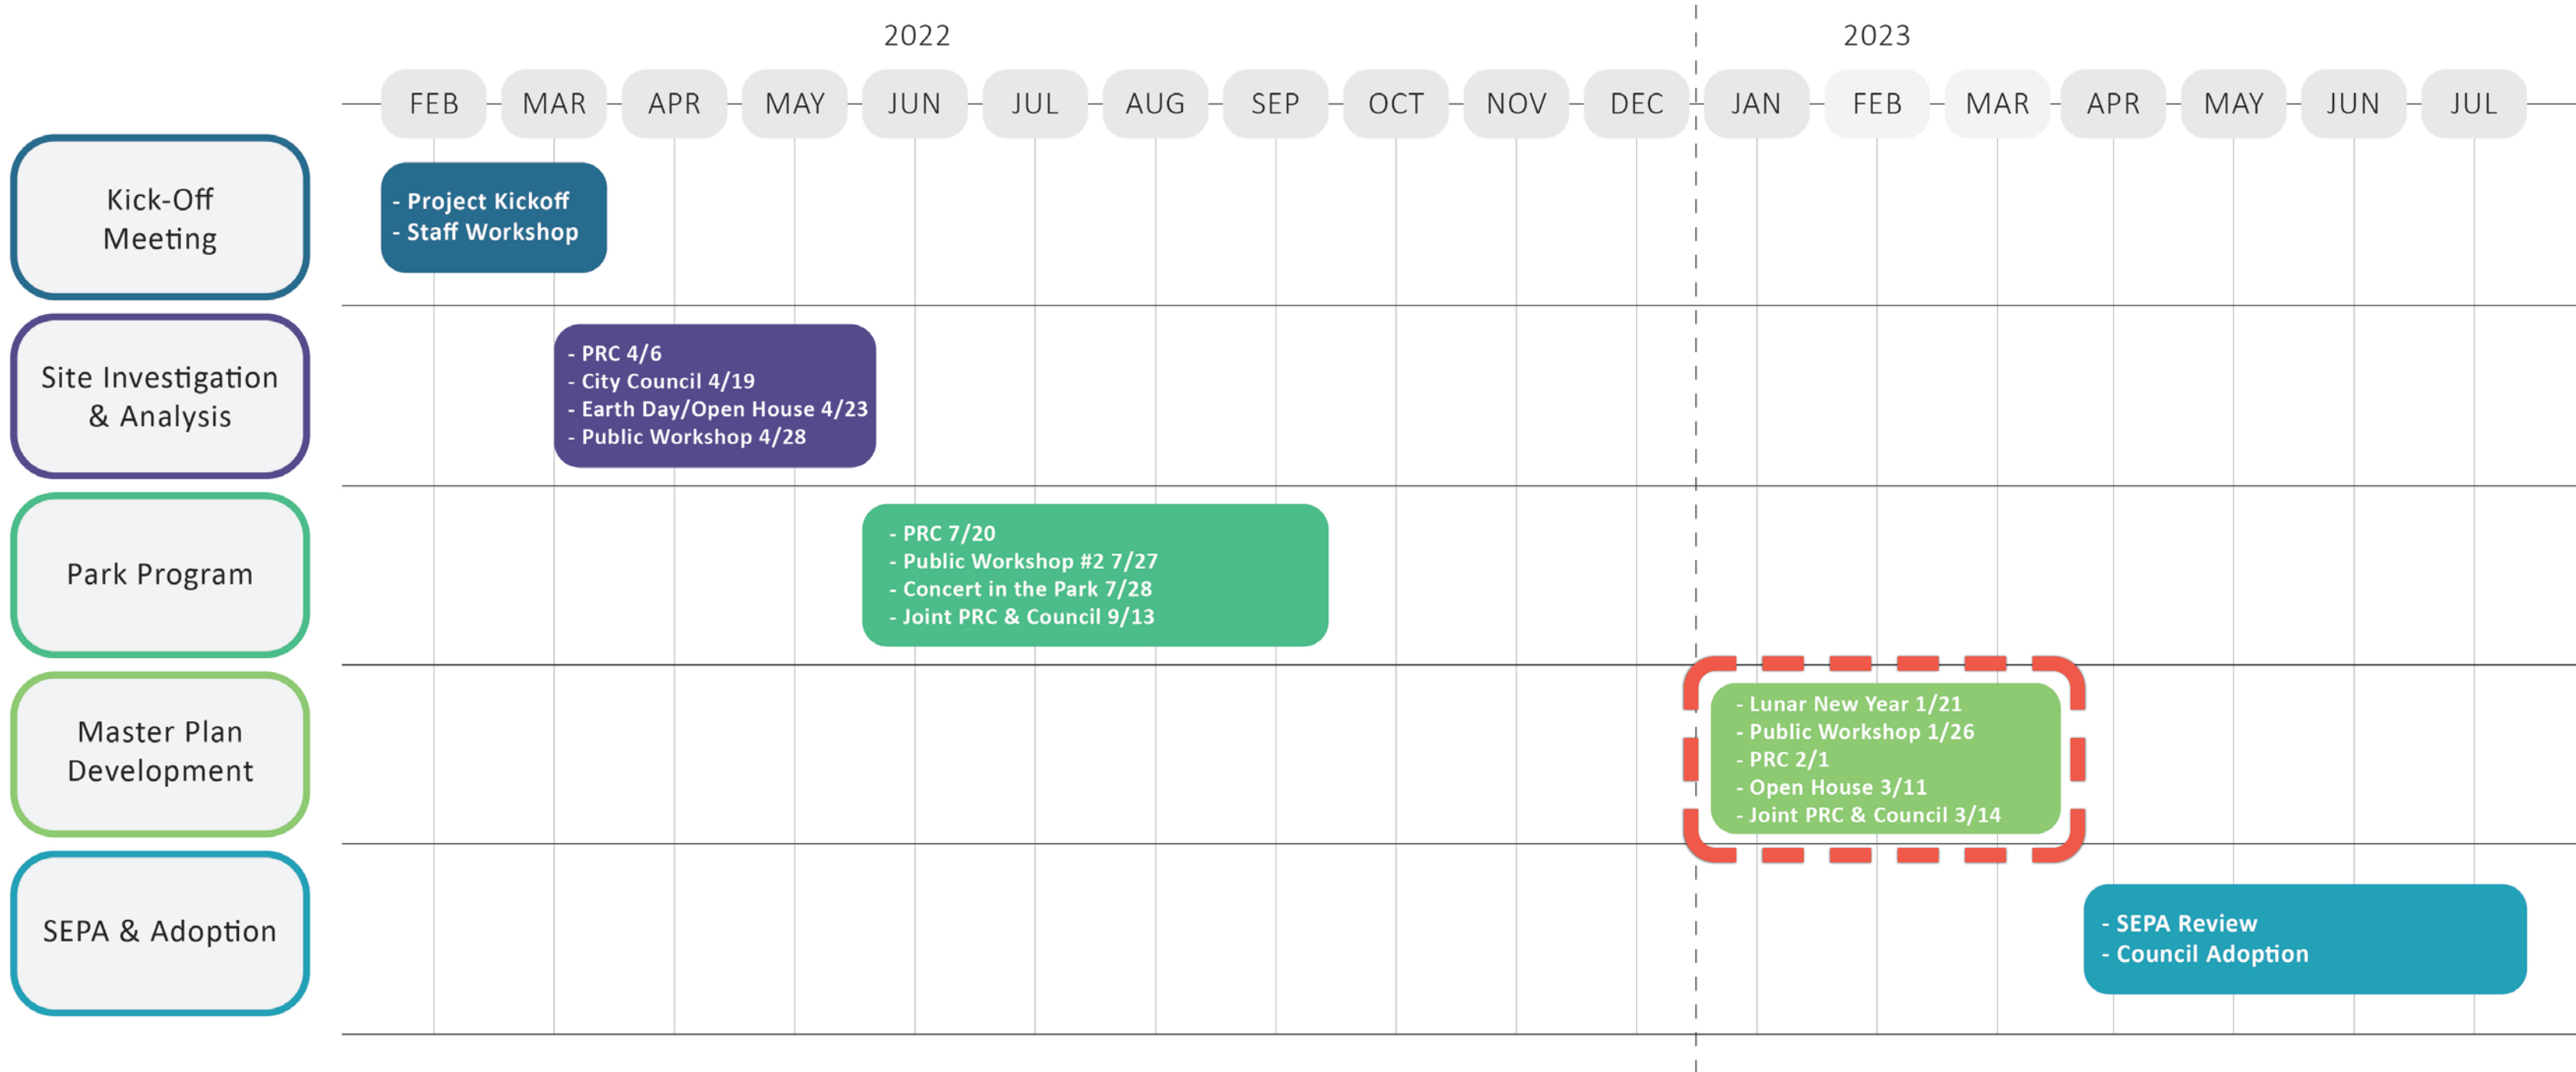 2022
2023
FEB
MAR
APR
MAY
JUN
JUL
AUG
SEP
OCT
NOV
DEC
JAN
FEB
MAR
APR
MAY
JUN
JUL
Kick-Off
Meeting
- Project Kickoff
- Staff Workshop
Site Investigation
& Analysis
- PRC 4/6
- City Council 4/19
- Earth Day/Open House 4/23
- Public Workshop 4/28
Park Program
- PRC 7/20
- Public Workshop #2 7/27
- Concert in the Park 7/28
- Joint PRC & Council 9/13
Master Plan
Development
- Lunar New Year 1/21
- Public Workshop 1/26
- PRC 2/1
- Open House 3/11
- Joint PRC & Council 3/14
SEPA & Adoption
- SEPA Review
- Council Adoption